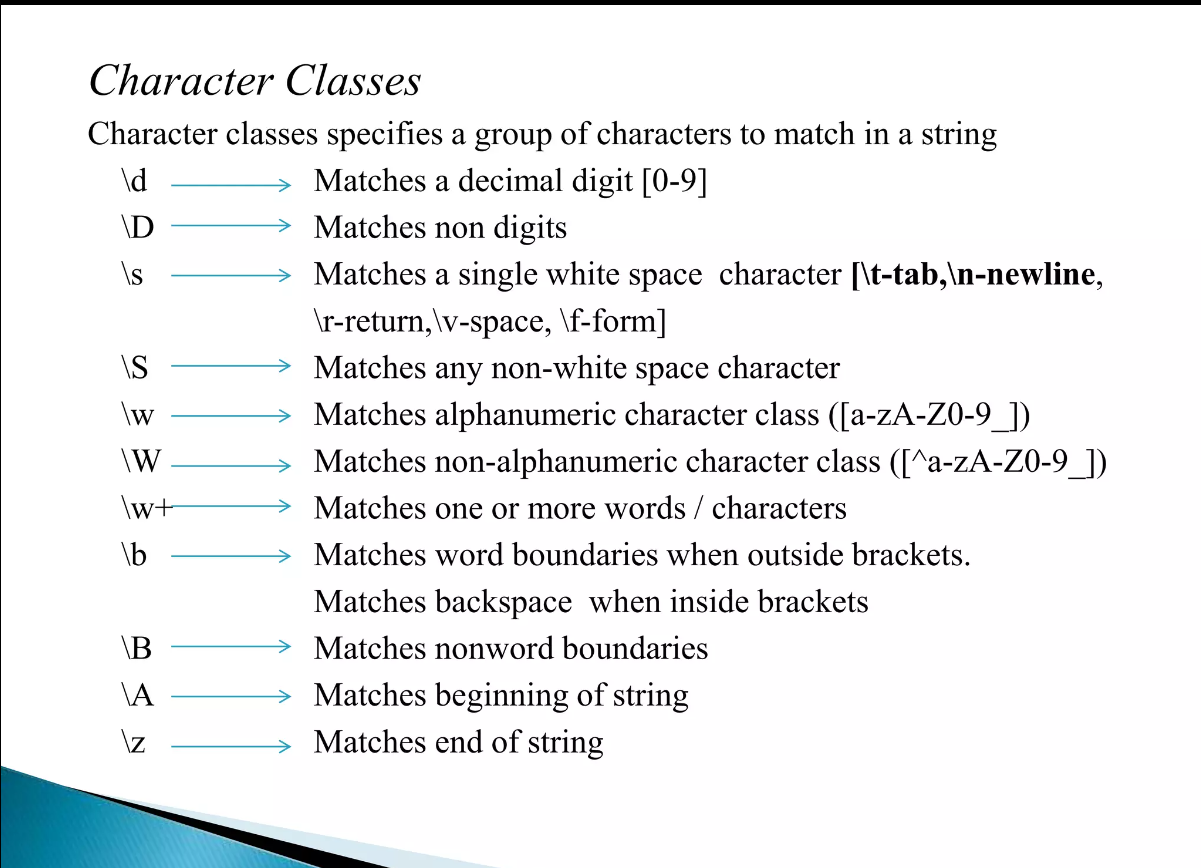 Character Classes
Character classes specifies a group of characters to match in a string
\d Matches a decimal digit [0-9]
\D Matches non digits
\s Matches a single white space character [\t-tab,\n-newline,
\r-return,\v-space, \f-form]
\S Matches any non-white space character
\w Matches alphanumeric character class ([a-zA-Z0-9_])
\W Matches non-alphanumeric character class ([^a-zA-Z0-9_])
\w+ Matches one or more words / characters
\b Matches word boundaries when outside brackets.
Matches backspace when inside brackets
\B Matches nonword boundaries
\A Matches beginning of string
\z Matches end of string